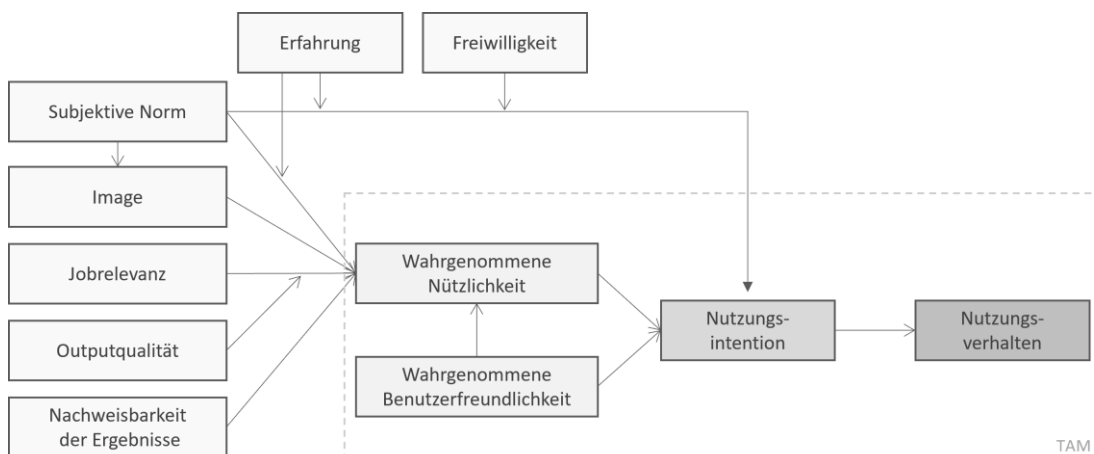 Erfahrung
Freiwilligkeit
Subjektive Norm
Image
Jobrelevanz
Outputqualität
Nachweisbarkeit
der Ergebnisse
Wahrgenommene
Nützlichkeit
Wahrgenommene
Benutzerfreundlichkeit
Nutzungs-
intention
Nutzungs-
verhalten
TAM